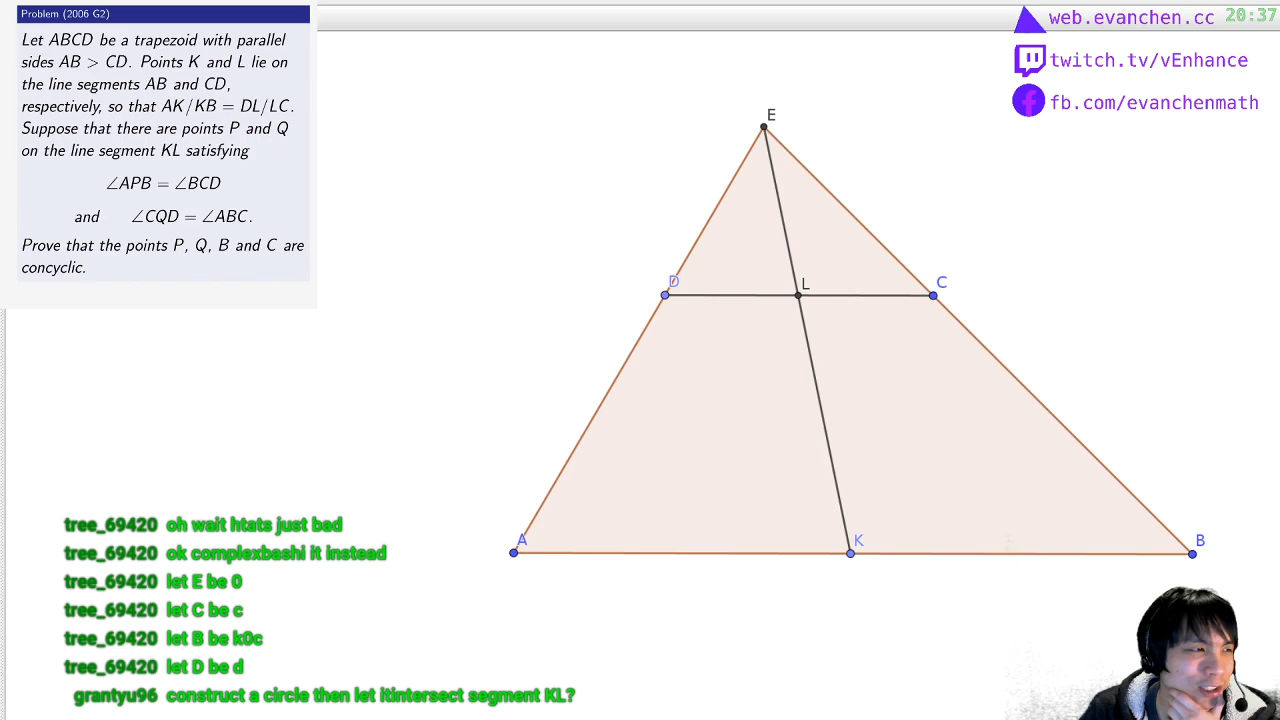 Problem (2006 G2)
Let ABCD be a trapezoid with parallel
sides AB > CD. Points K and L lie on
the line segments AB and CD,
respectively, so that AK/KB = DL/LC.
Suppose that there are points P and Q
on the line segment KL satisfying
∠APB = ∠BCD
and ∠CQD = ∠ABC.
Prove that the points P, Q, B and C are
concyclic.
web.evanchen.cc
20:37
twitch.tv/vEnhance
fb.com/evanchenmath
E
D
L
C
A
K
B
tree_69420 oh wait htats just bad
tree_69420 ok complexbashi it instead
tree_69420 let E be 0
tree_69420 let C be c
tree_69420 let B be k0c
tree_69420 let D be d
grantyu96 construct a circle then let itintersect segment KL?